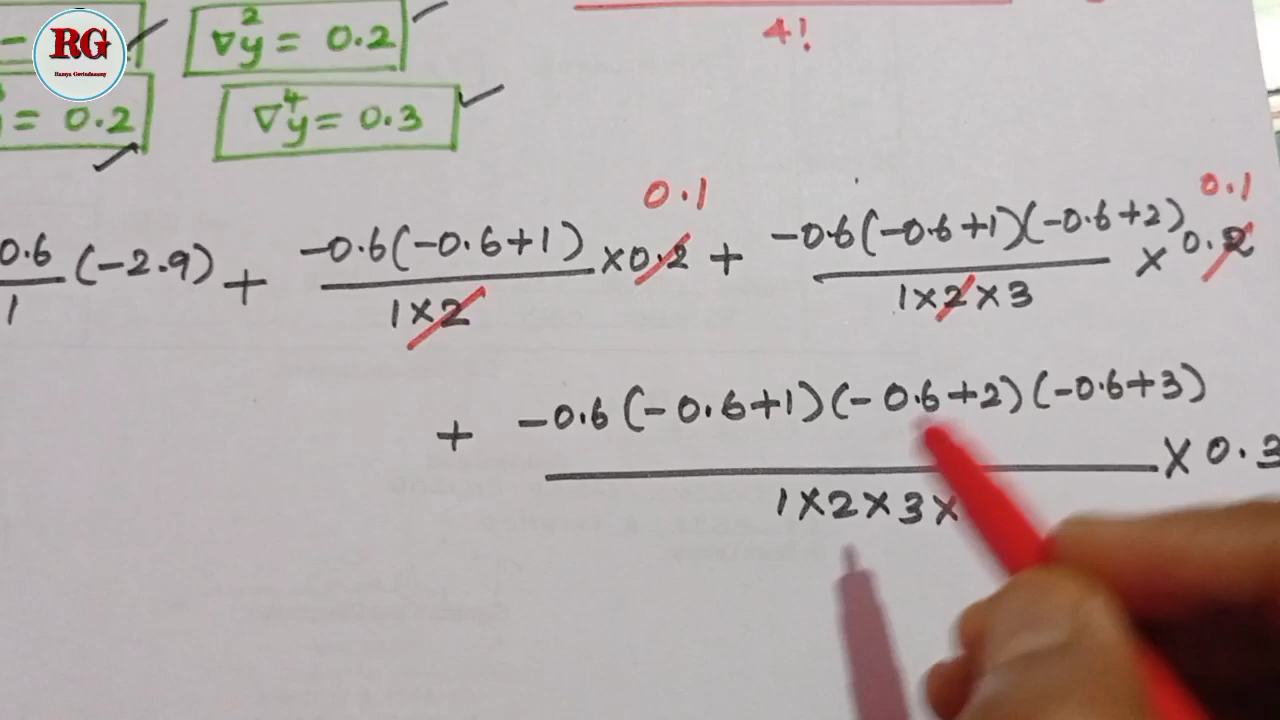 RG
Ramya Govindasamy
∇²y = 0.2
4!
= 0.2
∇⁴y = 0.3
0.1
0.1
0.6/1 (-2.9) + -0.6(-0.6+1)/1×2 ×0.2 + -0.6(-0.6+1)(-0.6+2)/1×2×3 × 0.2
+ -0.6(-0.6+1)(-0.6+2)(-0.6+3)/1×2×3× × 0.3